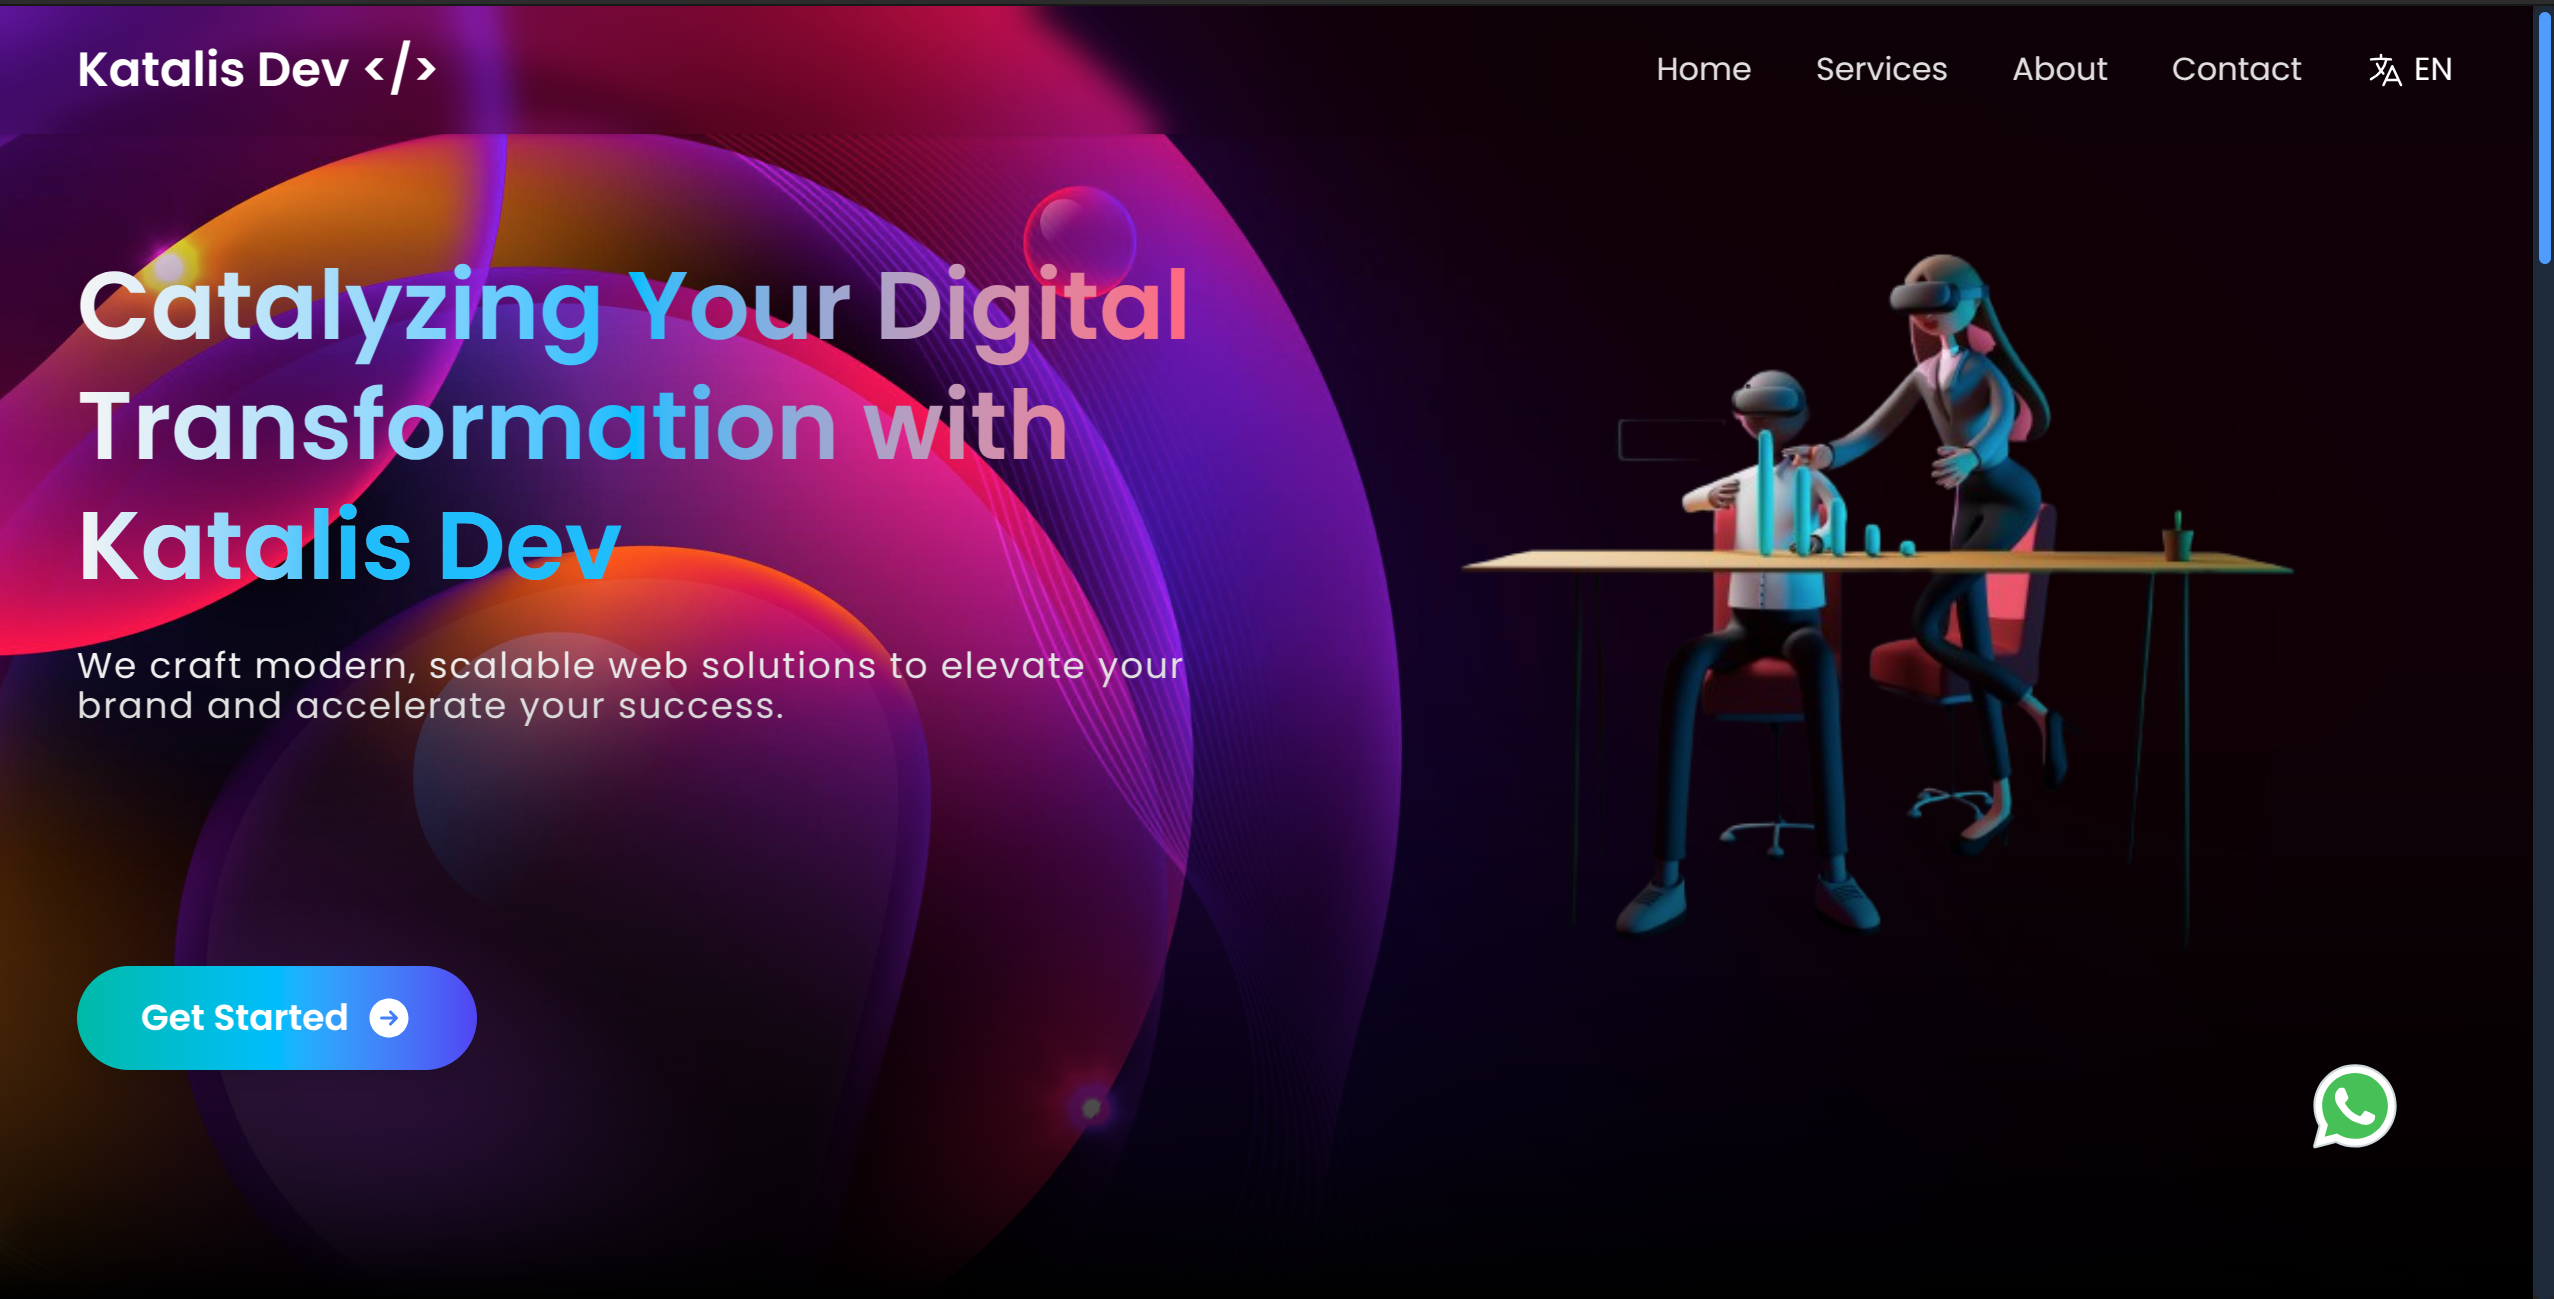 Katalis Dev </>
Home
Services
About
Contact
EN
Catalyzing Your Digital
Transformation with
Katalis Dev
We craft modern, scalable web solutions to elevate your
brand and accelerate your success.
Get Started